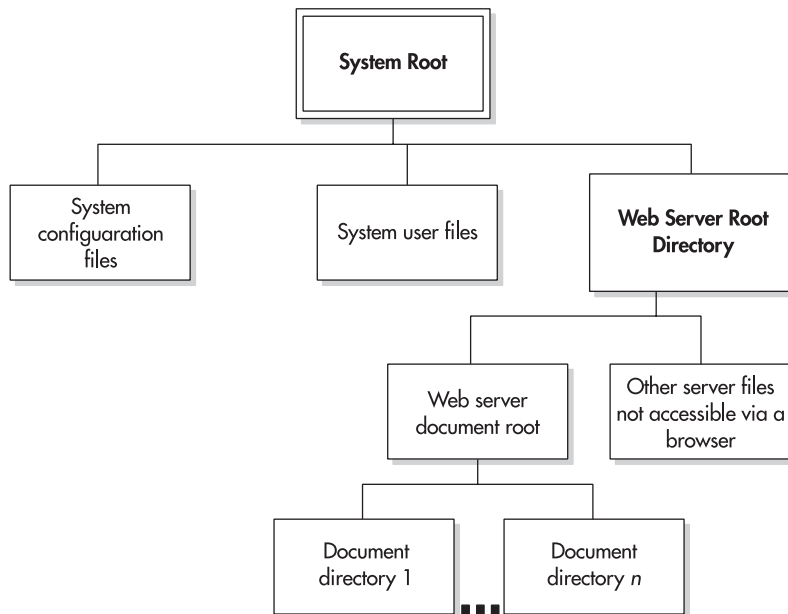 System Root
System
configuaration
files
System user files
Web Server Root
Directory
Web server
document root
Other server files
not accessible via a
browser
Document
directory 1
Document
directory n